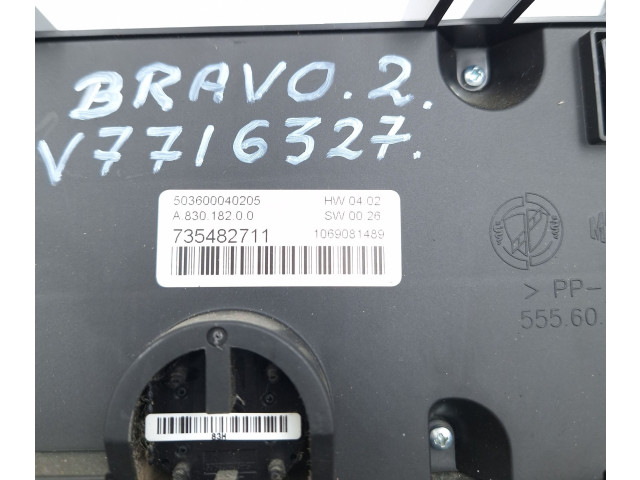 BRAVO.2.
V7716327.
503600040205 HW 04.02
A.830.182.0.0 SW 00.26
735482711 1069081489
> PP-
555.60.
83H